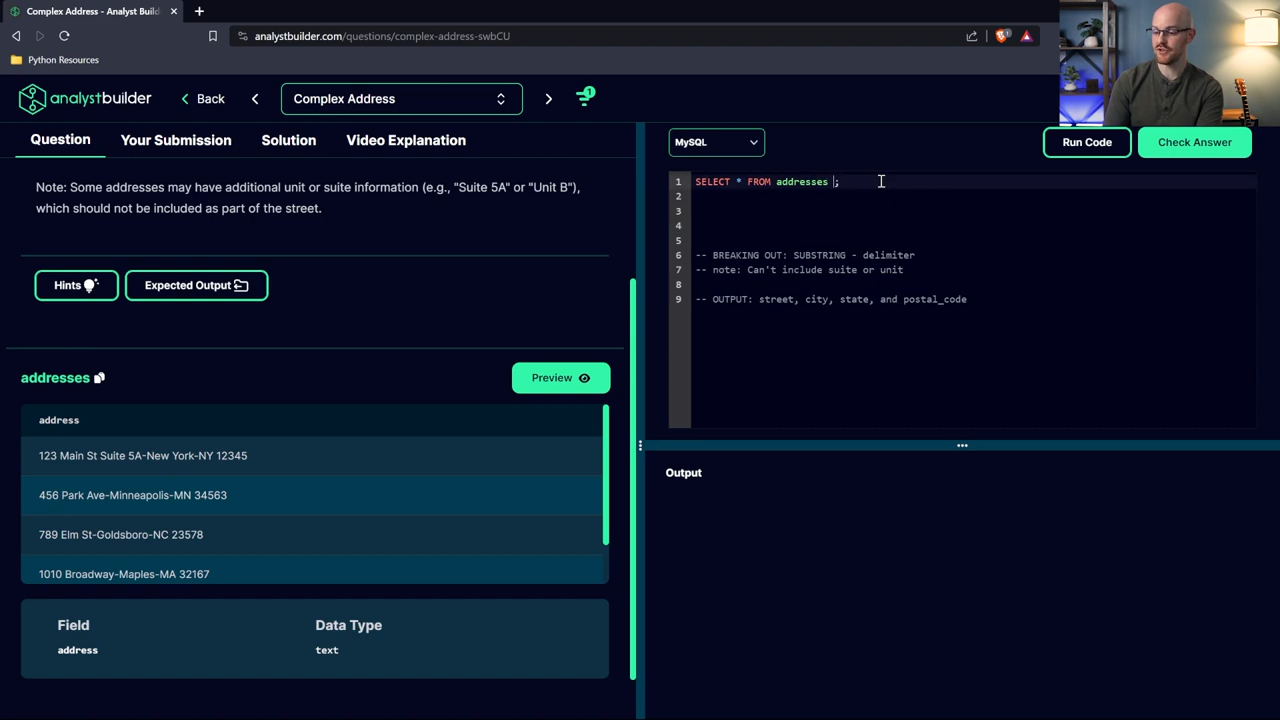 Complex Address - Analyst Build
analystbuilder.com/questions/complex-address-swbCU
1
Python Resources
analystbuilder
Back
Complex Address
1
Question
Your Submission
Solution
Video Explanation
Note: Some addresses may have additional unit or suite information (e.g., "Suite 5A" or "Unit B"),
which should not be included as part of the street.
Hints
Expected Output
addresses
Preview
address
123 Main St Suite 5A-New York-NY 12345
456 Park Ave-Minneapolis-MN 34563
789 Elm St-Goldsboro-NC 23578
1010 Broadway-Maples-MA 32167
Field Data Type
address text
MySQL
Run Code
Check Answer
1 SELECT * FROM addresses ;
2
3
4
5
6 -- BREAKING OUT: SUBSTRING - delimiter
7 -- note: Can't include suite or unit
8
9 -- OUTPUT: street, city, state, and postal_code
Output